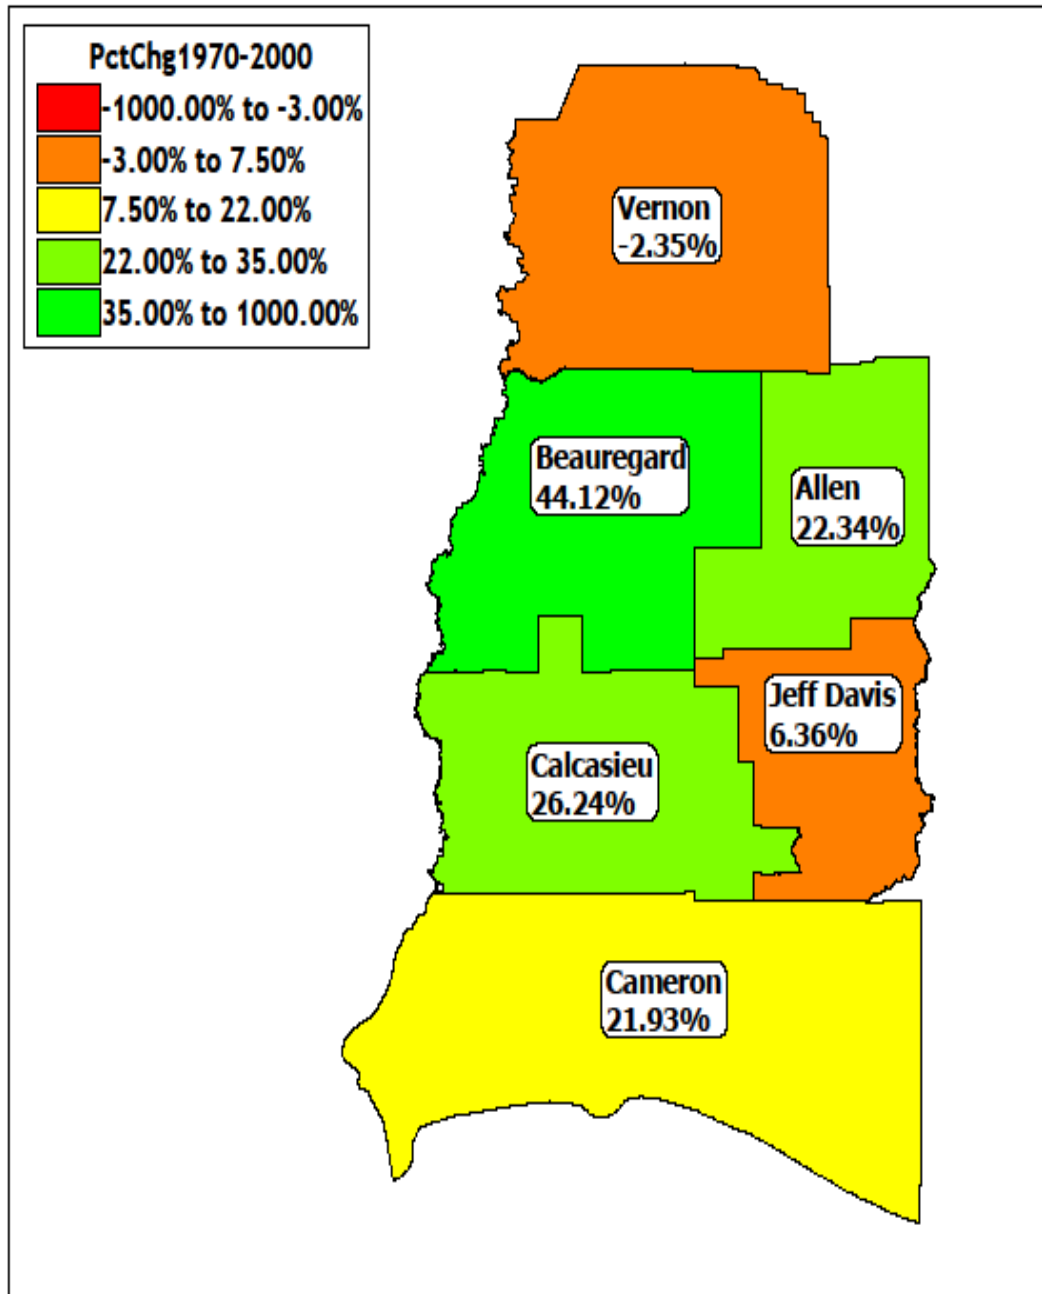 PctChg1970-2000
-1000.00% to -3.00%
-3.00% to 7.50%
7.50% to 22.00%
22.00% to 35.00%
35.00% to 1000.00%
Vernon
-2.35%
Beauregard
44.12%
Allen
22.34%
Jeff Davis
6.36%
Calcasieu
26.24%
Cameron
21.93%